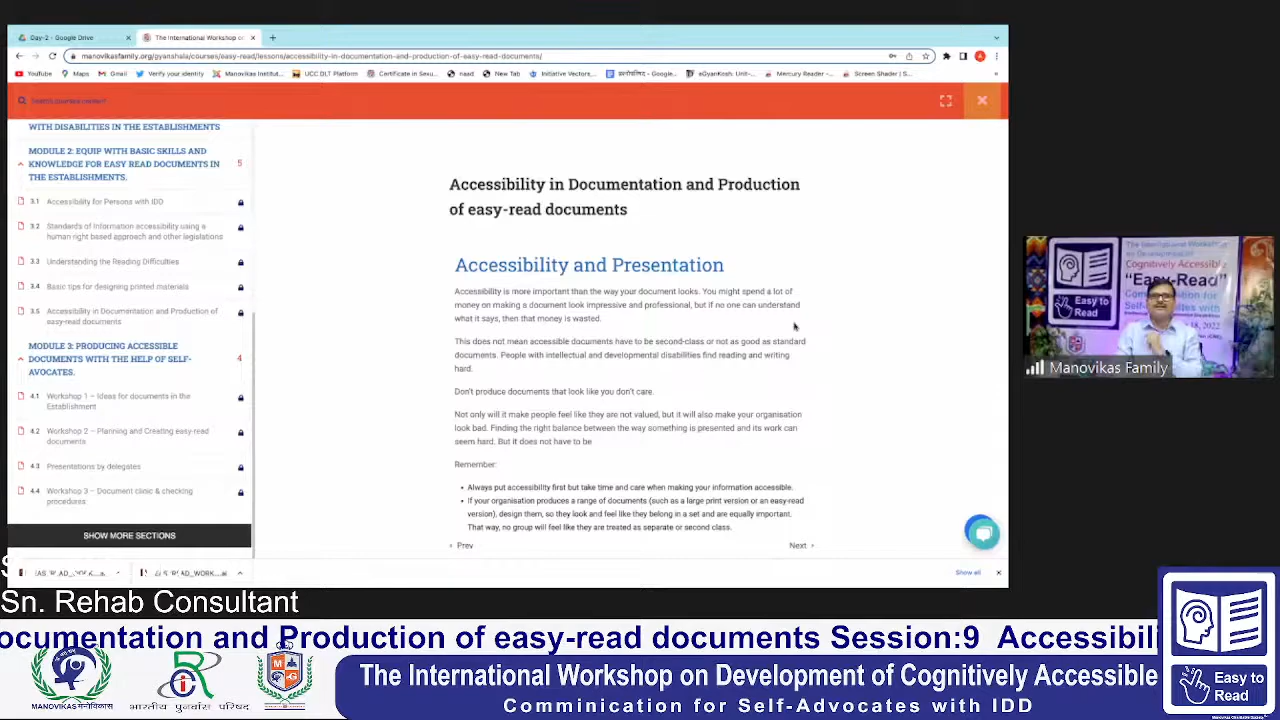 Day-2 - Google Drive
The International Workshop o
manovikasfamily.org/gyanshala/courses/easy-read/lessons/accessibility-in-documentation-and-production-of-easy-read-documents/
YouTube
Maps
Gmail
Verify your identity
Manovikas Institut...
UCC DLT Platform
Certificate in Sexu...
naad
New Tab
Initiative Vectors,...
eGyanKosh: Unit-...
Mercury Reader -...
Screen Shader | S...
WITH DISABILITIES IN THE ESTABLISHMENTS
MODULE 2: EQUIP WITH BASIC SKILLS AND
KNOWLEDGE FOR EASY READ DOCUMENTS IN
THE ESTABLISHMENTS.
5
3.1 Accessibility for Persons with IDD
3.2 Standards of Information accessibility using a
human right based approach and other legislations
3.3 Understanding the Reading Difficulties
3.4 Basic tips for designing printed materials
3.5 Accessibility in Documentation and Production of
easy-read documents
MODULE 3: PRODUCING ACCESSIBLE
DOCUMENTS WITH THE HELP OF SELF-
AVOCATES.
4
4.1 Workshop 1 – Ideas for documents in the
Establishment
4.2 Workshop 2 – Planning and Creating easy-read
documents
4.3 Presentations by delegates
4.4 Workshop 3 – Document clinic & checking
procedures
SHOW MORE SECTIONS
Accessibility in Documentation and Production
of easy-read documents
Accessibility and Presentation
Accessibility is more important than the way your document looks. You might spend a lot of
money on making a document look impressive and professional, but if no one can understand
what it says, then that money is wasted.
This does not mean accessible documents have to be second-class or not as good as standard
documents. People with intellectual and developmental disabilities find reading and writing
hard.
Don't produce documents that look like you don't care.
Not only will it make people feel like they are not valued, but it will also make your organisation
look bad. Finding the right balance between the way something is presented and its work can
seem hard. But it does not have to be
Remember:
• Always put accessibility first but take time and care when making your information accessible.
• If your organisation produces a range of documents (such as a large print version or an easy-read
version), design them, so they look and feel like they belong in a set and are equally important.
That way, no group will feel like they are treated as separate or second class.
‹ Prev
Next ›
Show all
The International Workshop
Cognitively Accessible
"Easy-Read"
Easy to
Read
Manovikas Family
Sn. Rehab Consultant
ocumentation and Production of easy-read documents Session:9 Accessibili
The International Workshop on Development of Cognitively Accessible
Communication for Self-Advocates with IDD
Easy to
Read